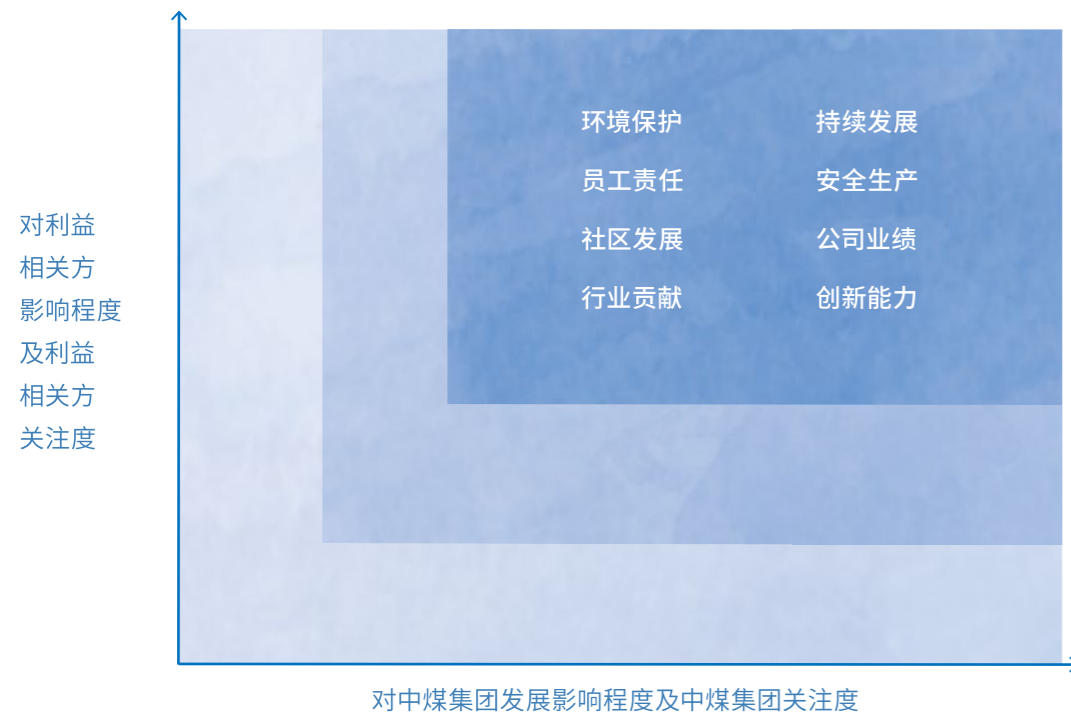 环境保护 持续发展
员工责任 安全生产
社区发展 公司业绩
行业贡献 创新能力
对利益
相关方
影响程度
及利益
相关方
关注度
对中煤集团发展影响程度及中煤集团关注度